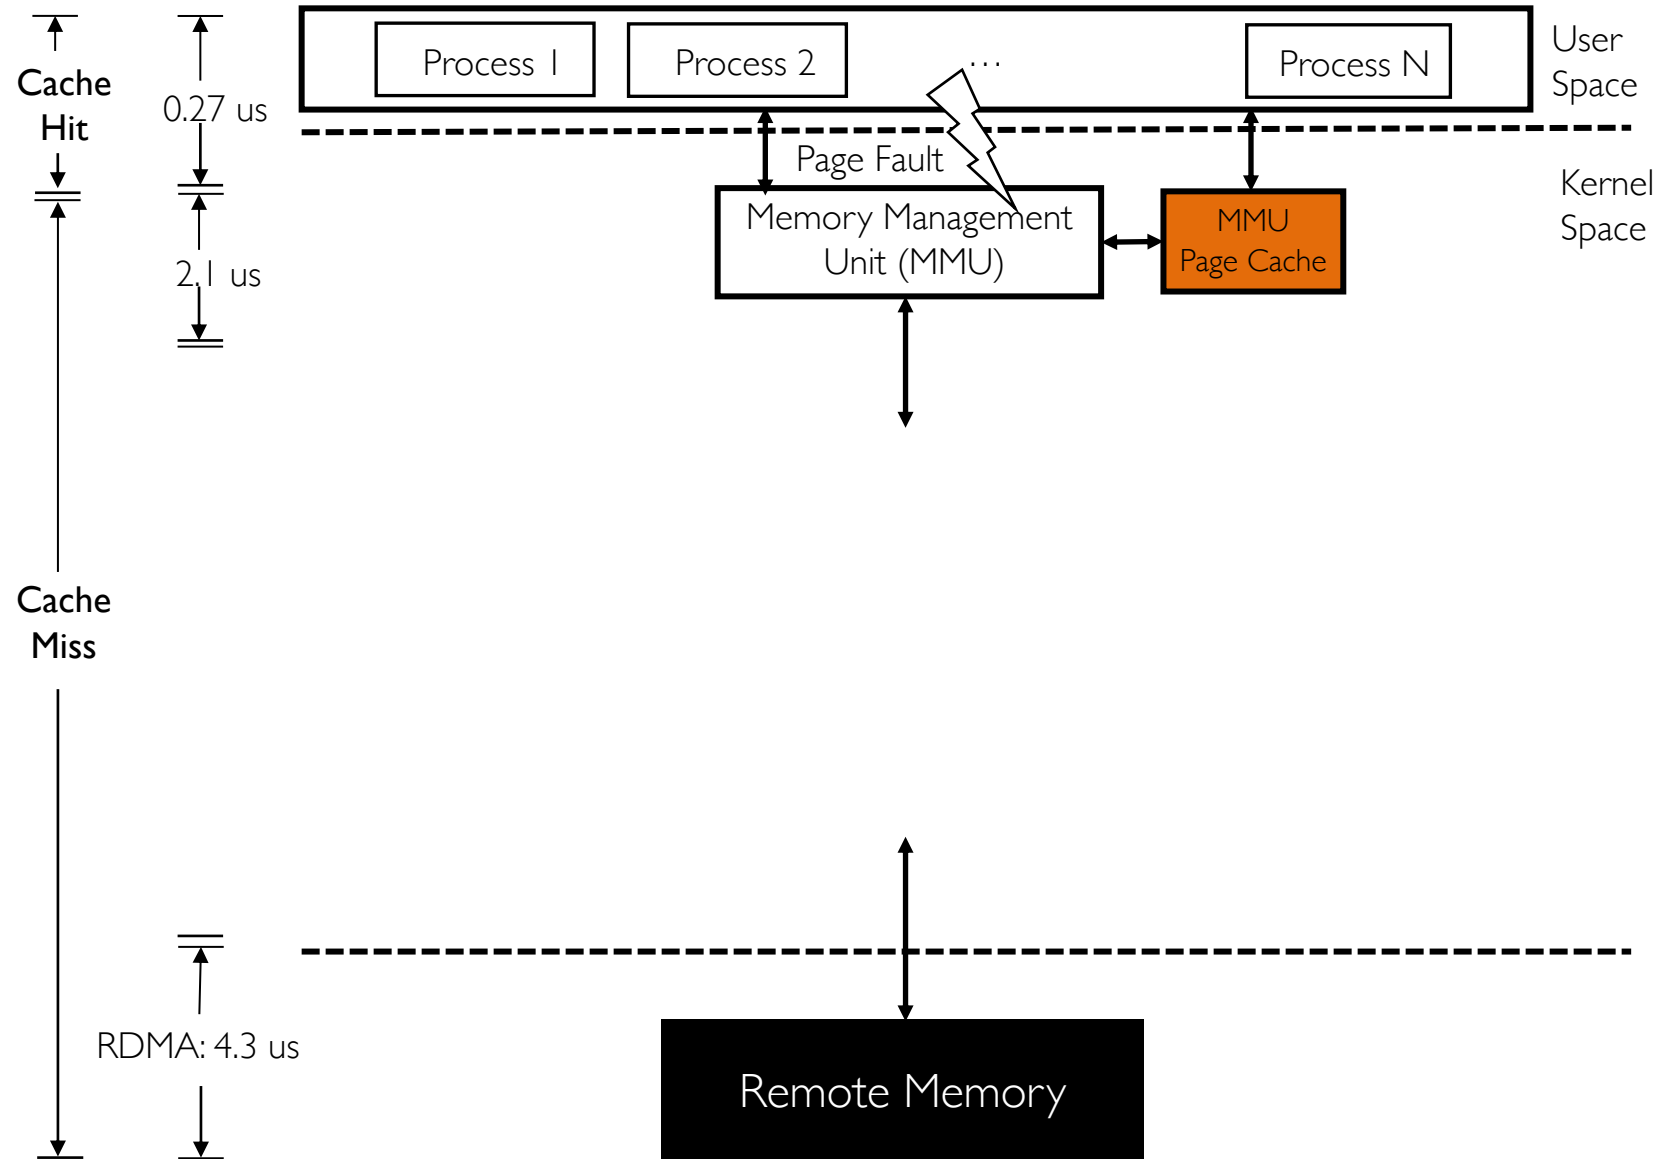 Cache
Hit
0.27 us
2.1 us
Cache
Miss
RDMA: 4.3 us
Process 1
Process 2
...
Process N
User
Space
Page Fault
Kernel
Space
Memory Management
Unit (MMU)
MMU
Page Cache
Remote Memory